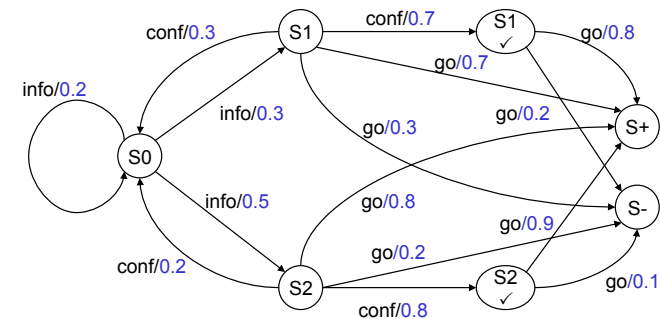 conf/0.3
S1
conf/0.7
S1
✓
go/0.8
go/0.7
info/0.2
info/0.3
go/0.2
go/0.3
S+
S0
info/0.5
go/0.8
S-
go/0.9
go/0.2
conf/0.2
S2
S2
✓
go/0.1
conf/0.8